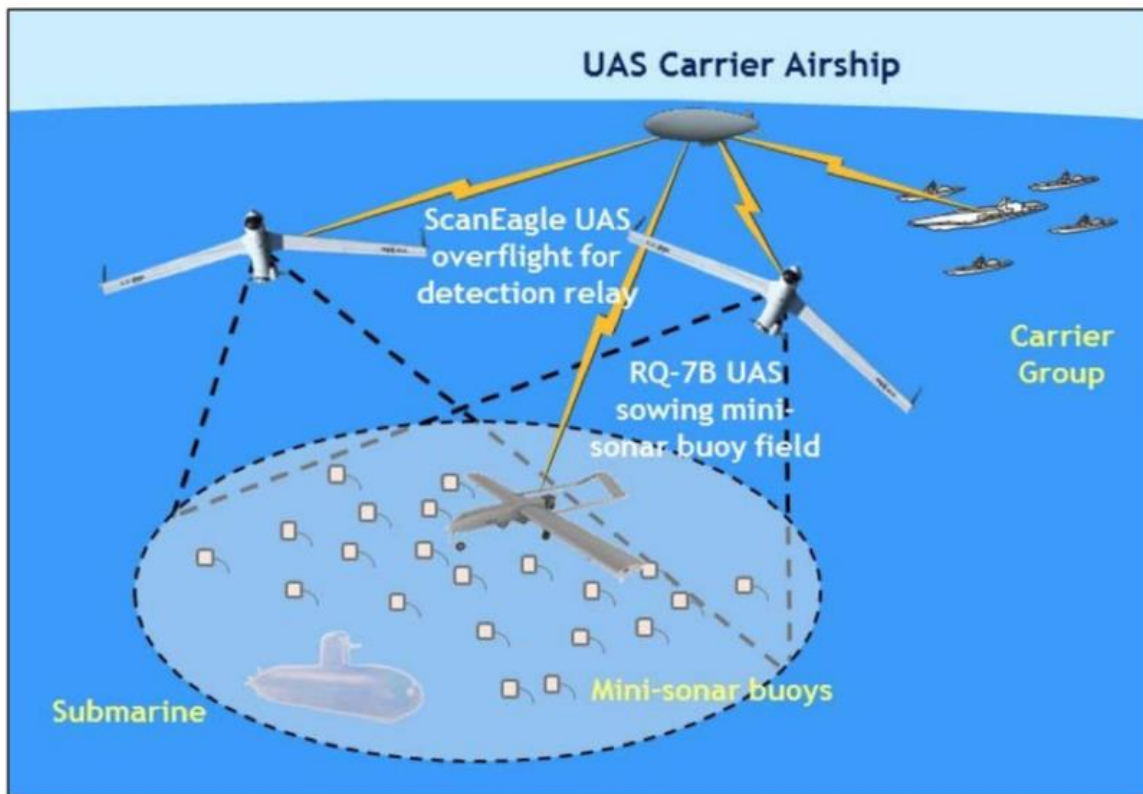 UAS Carrier Airship
ScanEagle UAS
overflight for
detection relay
Carrier
Group
RQ-7B UAS
sowing mini-
sonar buoy field
Submarine
Mini-sonar buoys